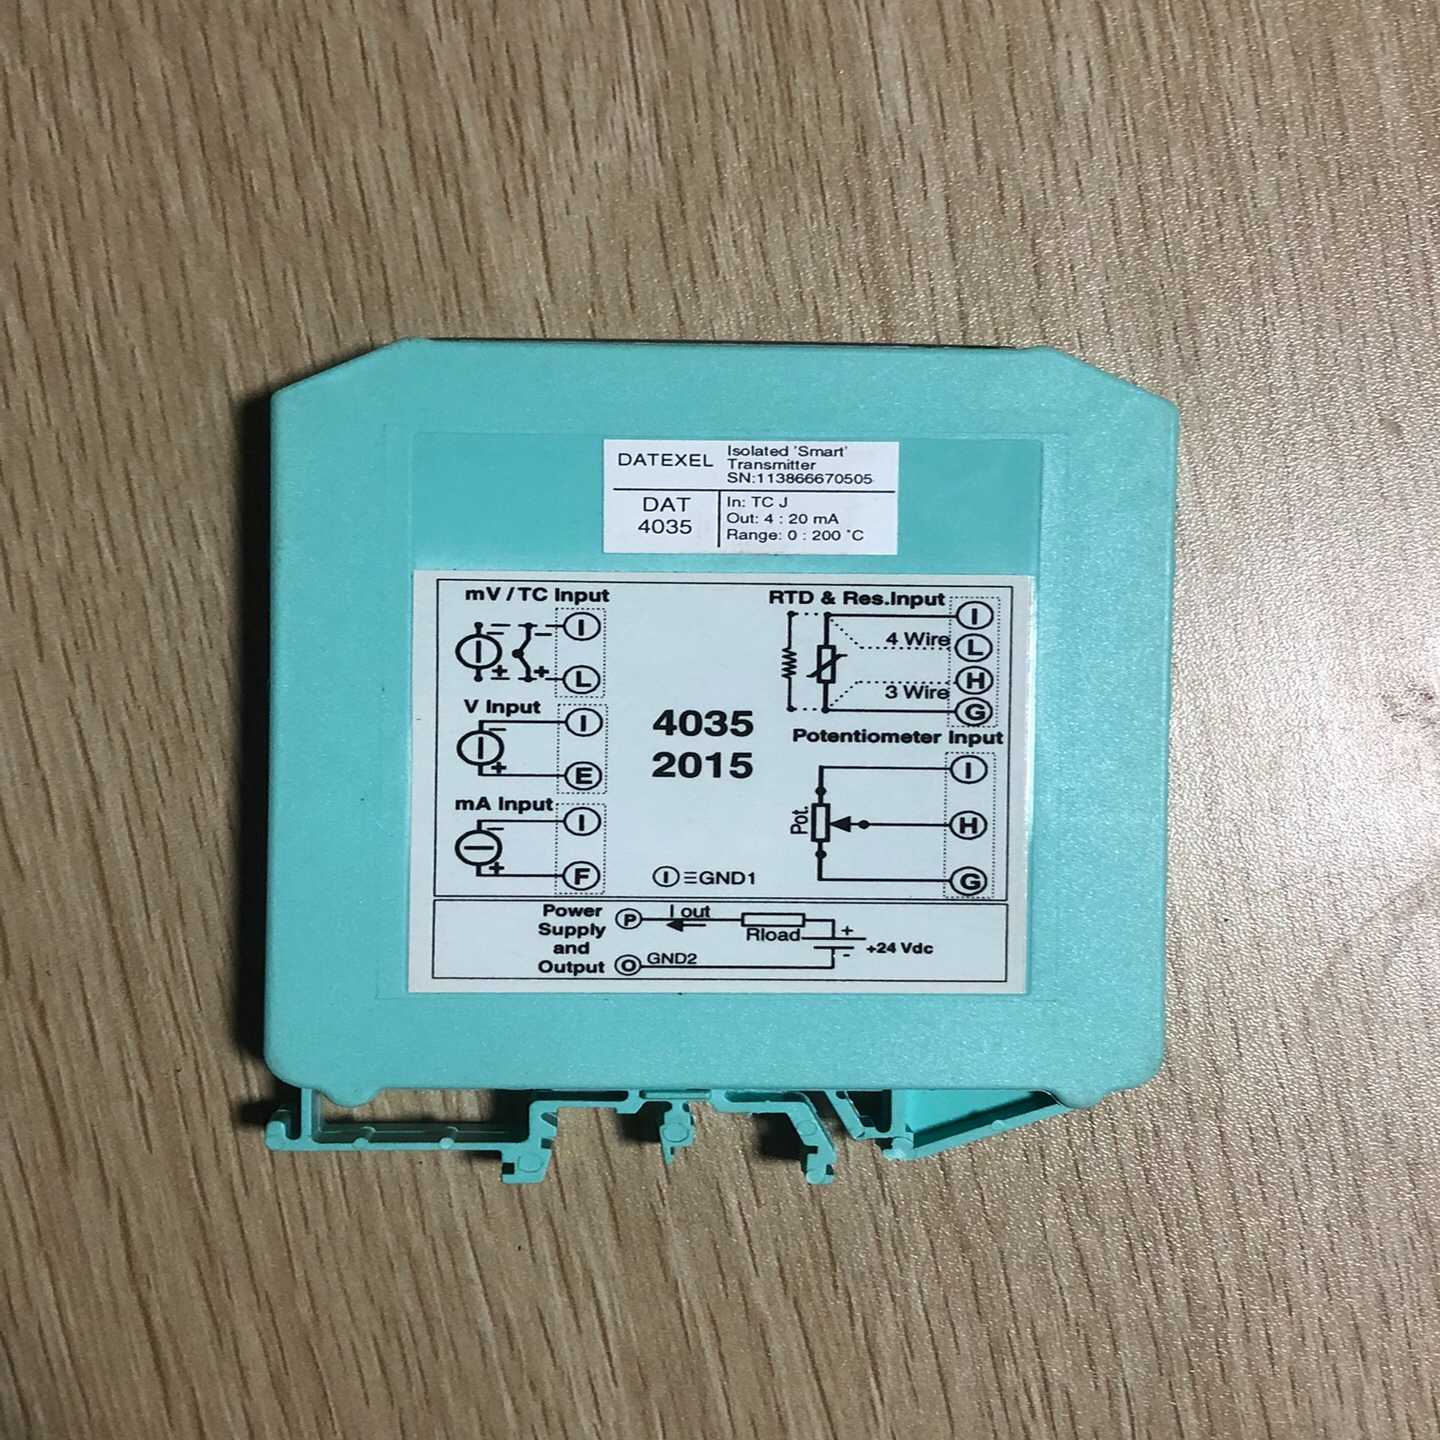 DATEXEL
Isolated 'Smart'
Transmitter
SN:113866670505
DAT
4035
In: TC J
Out: 4 : 20 mA
Range: 0 : 200 °C
mV / TC Input
I
L
V Input
I
E
mA Input
I
F
4035
2015
I ≡GND1
RTD & Res.Input
I
4 Wire L
H
3 Wire
G
Potentiometer Input
I
Pot. H
G
Power
Supply
and
Output
P
I out
Rload
+
-
+24 Vdc
O GND2